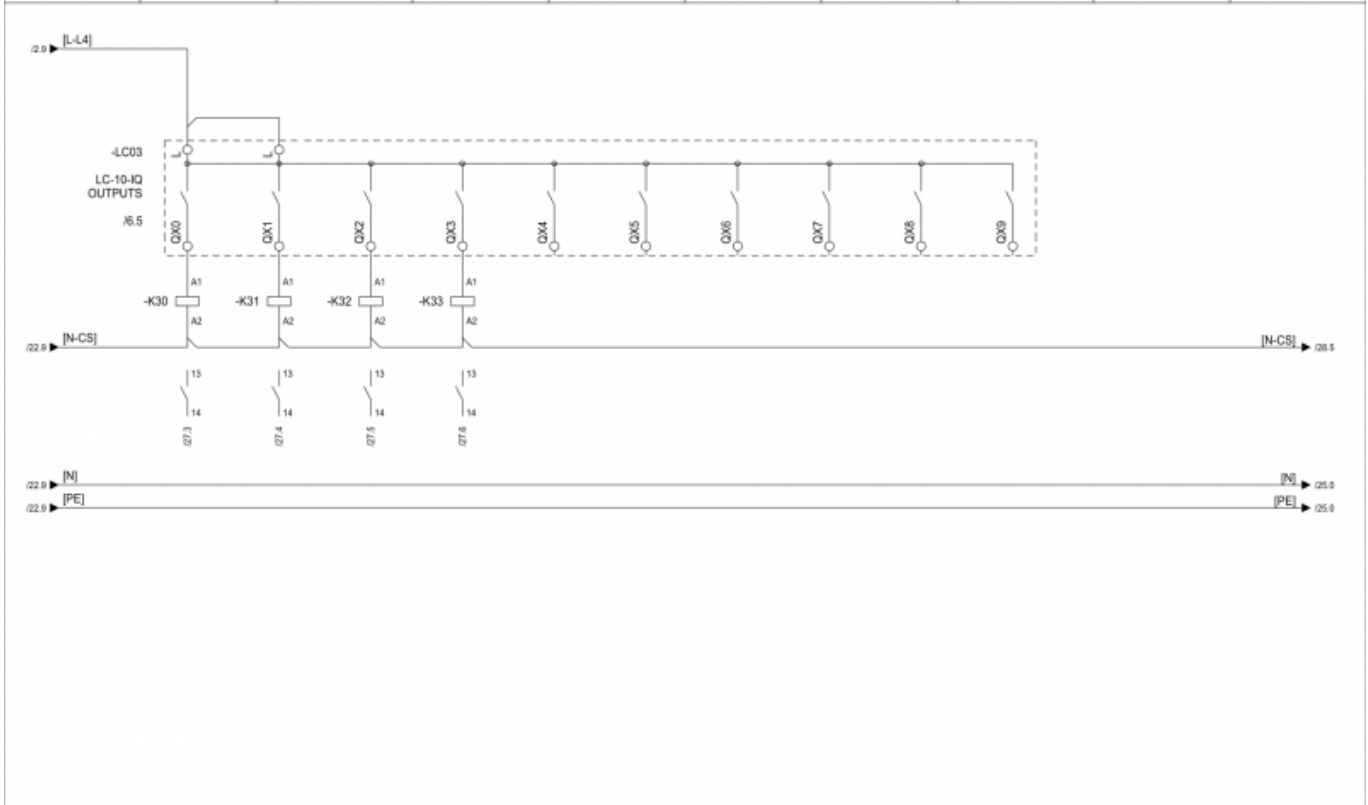 [L-L4]
/2.9
-LC03
L L
LC-10-IQ
OUTPUTS
/6.5
QX0 QX1 QX2 QX3 QX4 QX5 QX6 QX7 QX8 QX9
A1 A1 A1 A1
-K30 -K31 -K32 -K33
A2 A2 A2 A2
[N-CS] [N-CS]
/22.9 /28.5
13 13 13 13
14 14 14 14
/27.3 /27.4 /27.5 /27.6
[N] [N]
/22.9 /25.0
[PE] [PE]
/22.9 /25.0